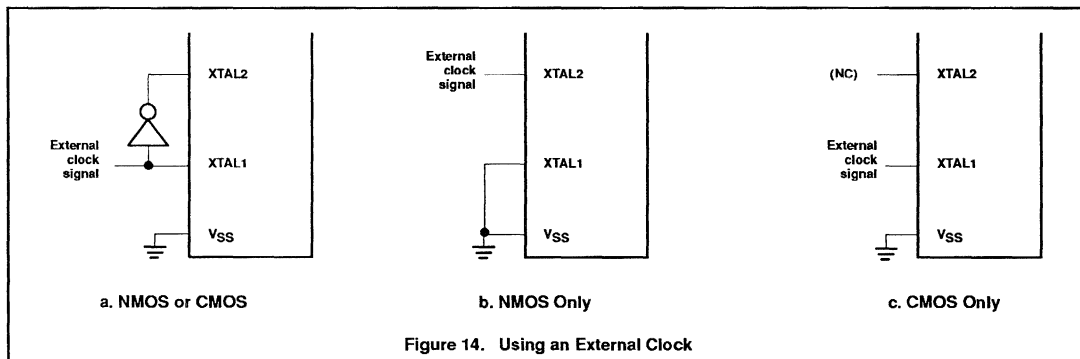 XTAL2
External
clock
signal
XTAL1
VSS
a. NMOS or CMOS
External
clock
signal
XTAL2
XTAL1
VSS
b. NMOS Only
(NC)
XTAL2
External
clock
signal
XTAL1
VSS
c. CMOS Only
Figure 14. Using an External Clock